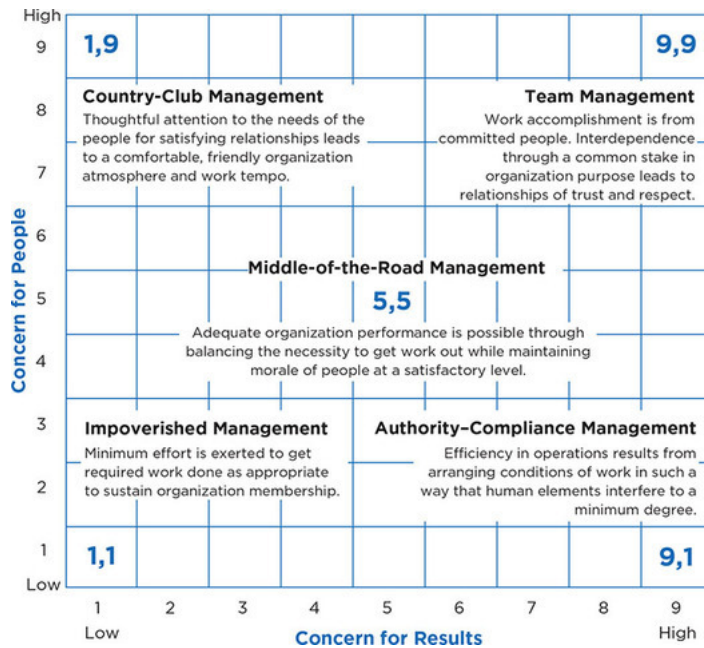 High
9
1,9
9,9
Country-Club Management
Thoughtful attention to the needs of the
people for satisfying relationships leads
to a comfortable, friendly organization
atmosphere and work tempo.
Team Management
Work accomplishment is from
committed people. Interdependence
through a common stake in
organization purpose leads to
relationships of trust and respect.
8
7
6
Middle-of-the-Road Management
5,5
Adequate organization performance is possible through
balancing the necessity to get work out while maintaining
morale of people at a satisfactory level.
5
4
Concern for People
3
Impoverished Management
Minimum effort is exerted to get
required work done as appropriate
to sustain organization membership.
Authority–Compliance Management
Efficiency in operations results from
arranging conditions of work in such a
way that human elements interfere to a
minimum degree.
2
1
Low
1,1
9,1
1 2 3 4 5 6 7 8 9
Low
High
Concern for Results